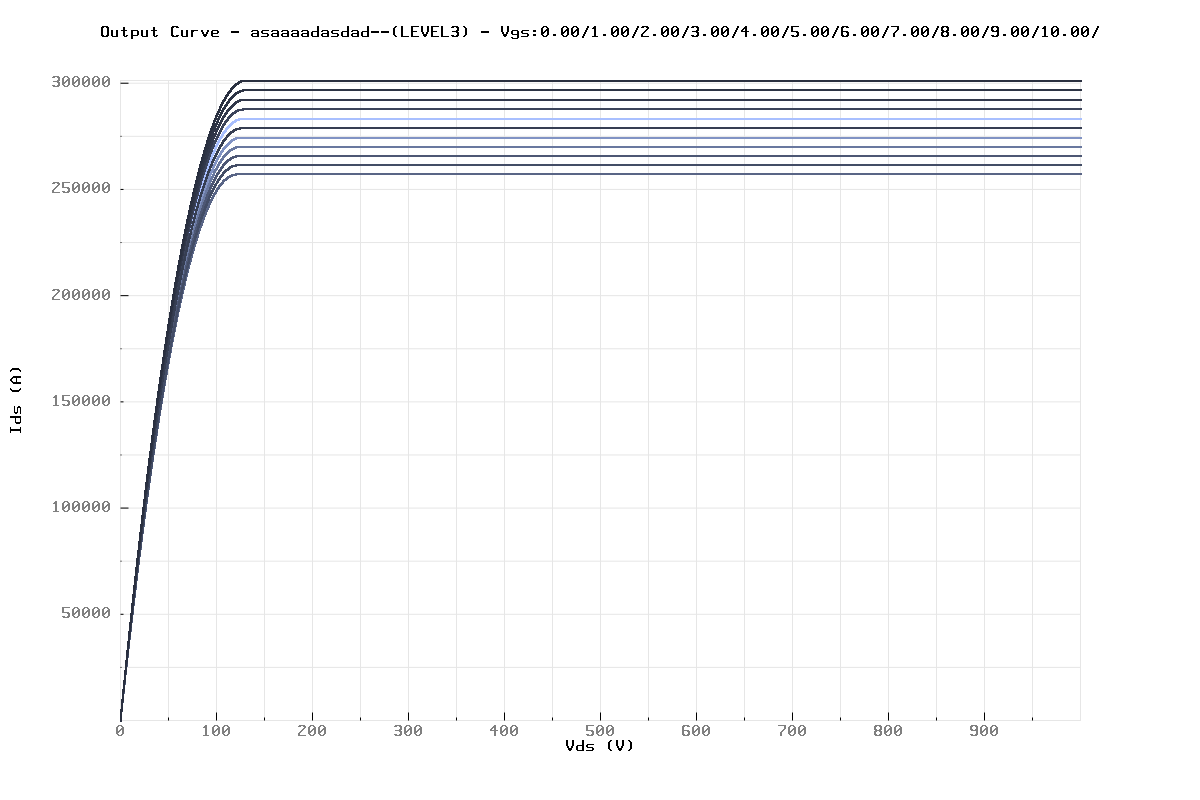 Output Curve - asaaaadasdad--(LEVEL3) - Vgs:0.00/1.00/2.00/3.00/4.00/5.00/6.00/7.00/8.00/9.00/10.00/
300000
250000
200000
150000
100000
50000
Ids (A)
0 100 200 300 400 500 600 700 800 900
Vds (V)